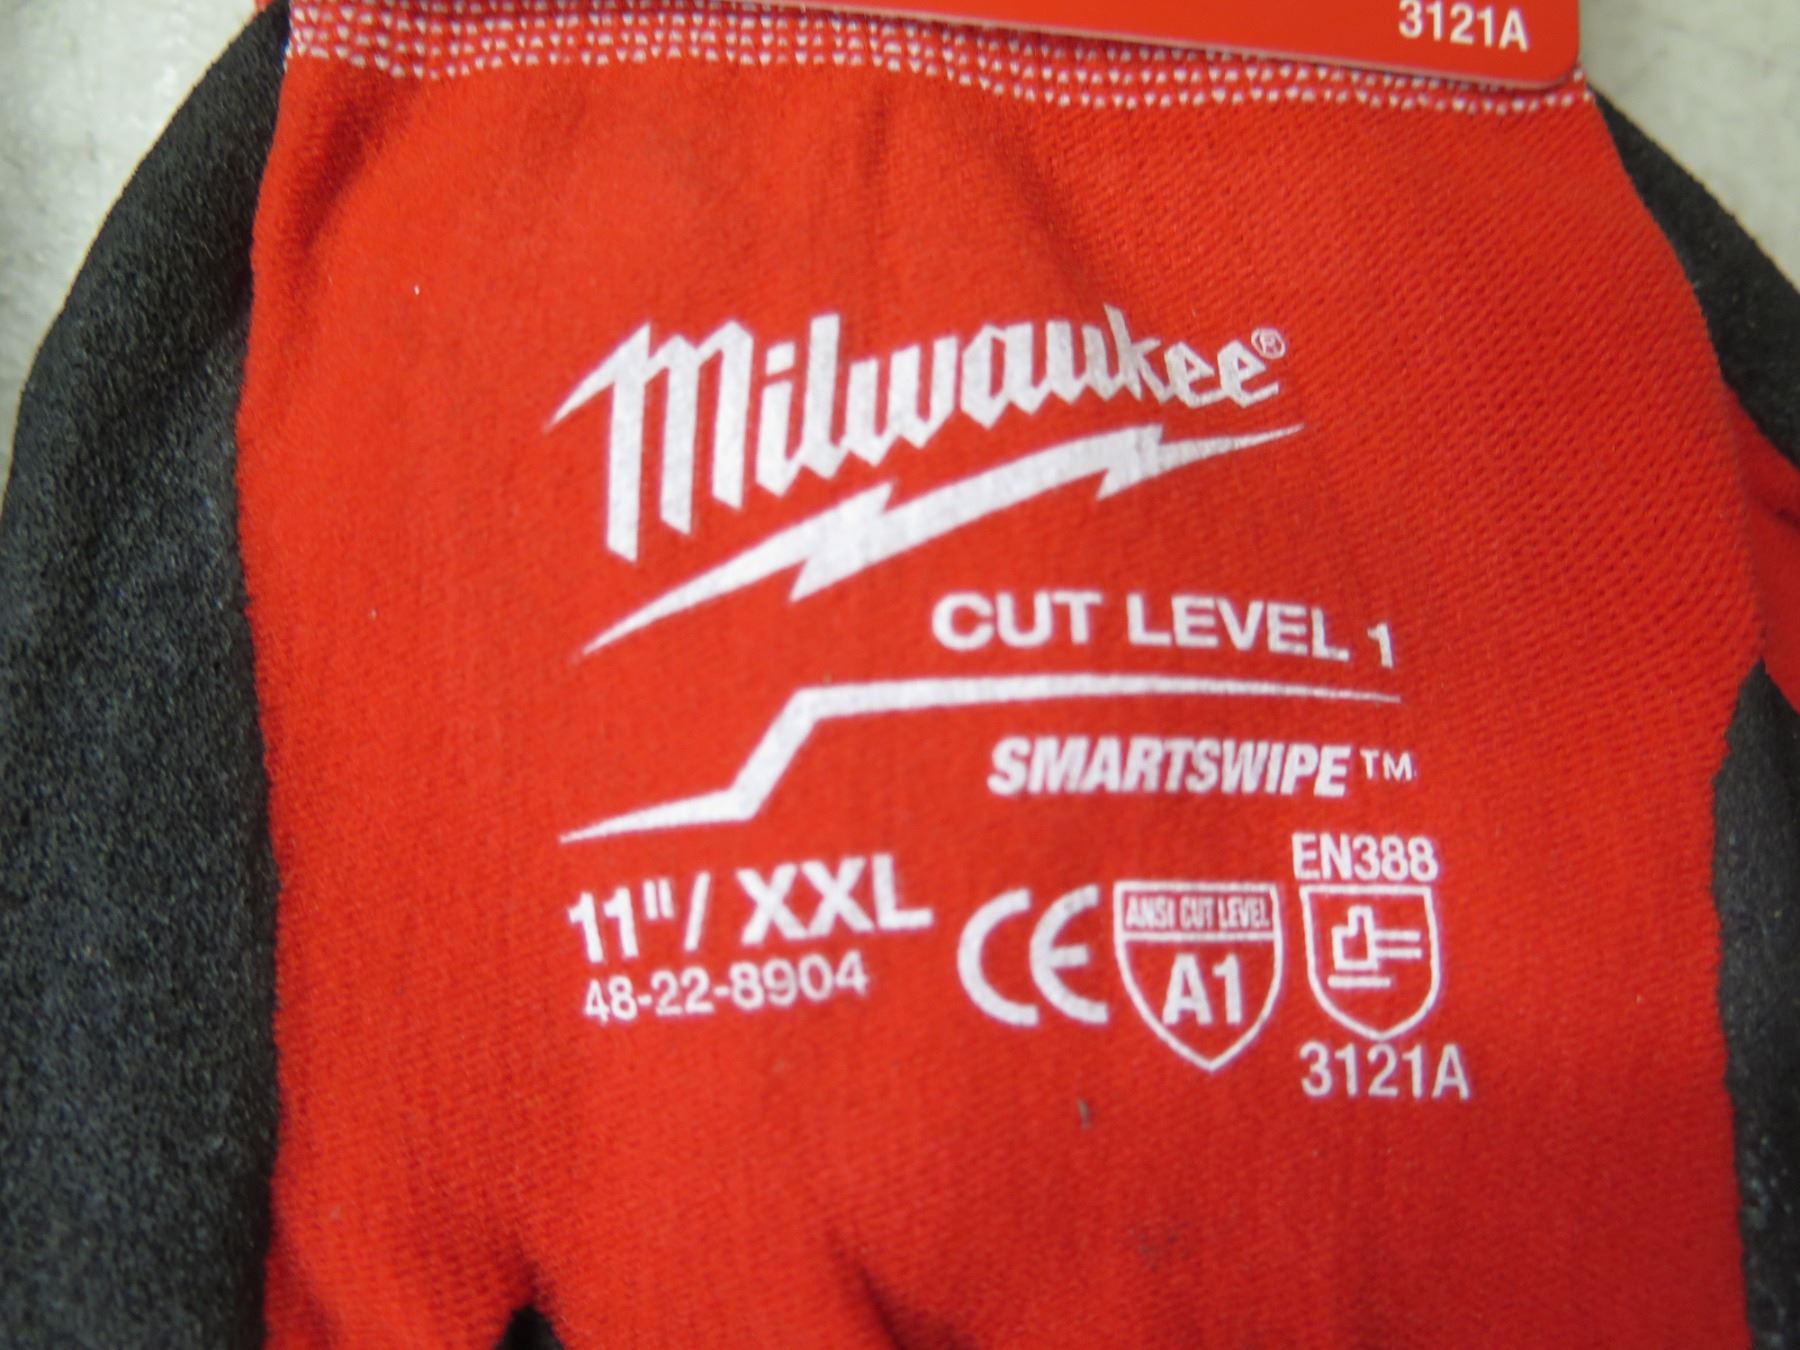 3121A
Milwaukee®
CUT LEVEL 1
SMARTSWIPE™
11"/ XXL
48-22-8904
CE
ANSI CUT LEVEL
A1
EN388
3121A